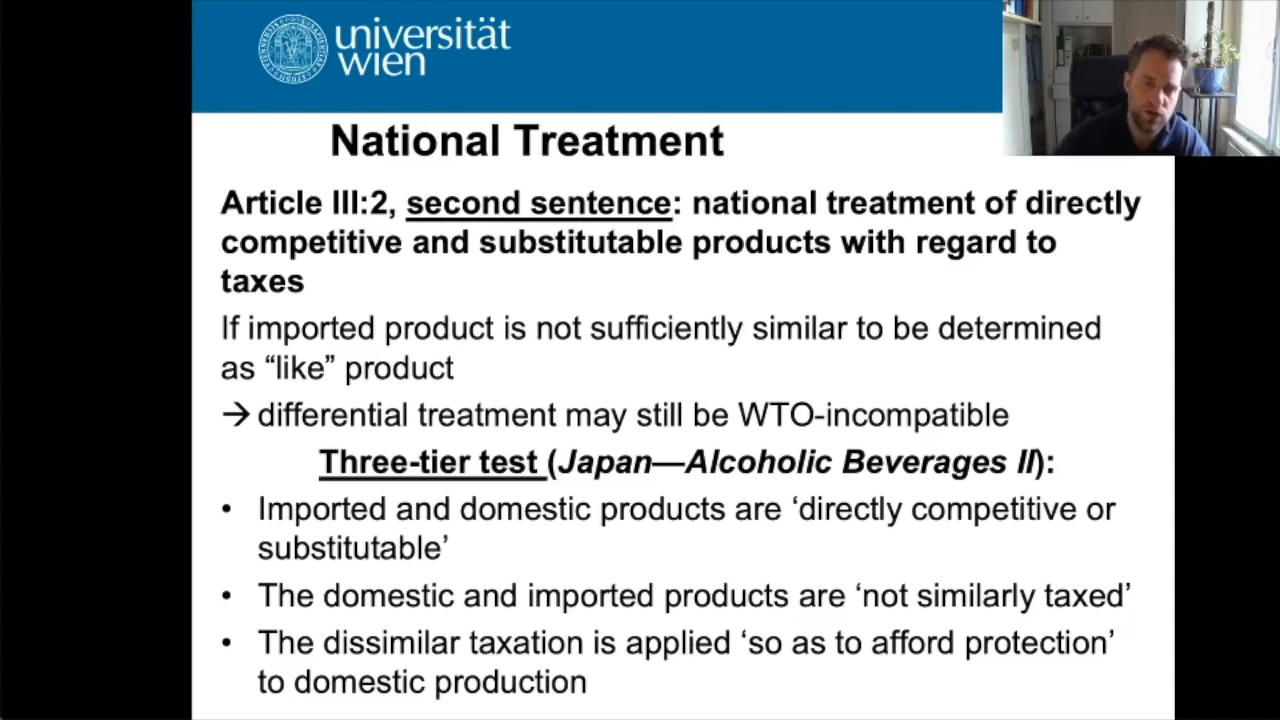 universität
wien
National Treatment
Article III:2, second sentence: national treatment of directly
competitive and substitutable products with regard to
taxes
If imported product is not sufficiently similar to be determined
as “like” product
→ differential treatment may still be WTO-incompatible
Three-tier test (Japan—Alcoholic Beverages II):
• Imported and domestic products are ‘directly competitive or
substitutable’
• The domestic and imported products are ‘not similarly taxed’
• The dissimilar taxation is applied ‘so as to afford protection’
to domestic production